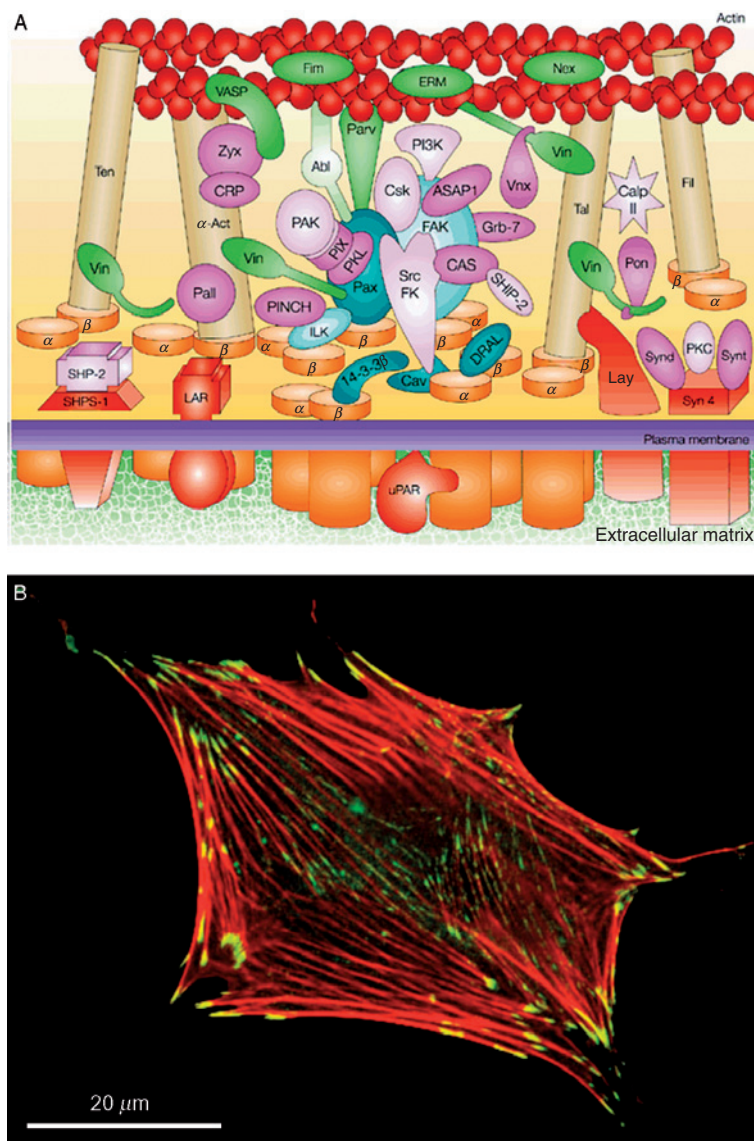 A
Actin
Fim
ERM
Nex
VASP
Parv
PI3K
Zyx
Abl
Vin
Ten
Csk
ASAP1
Vnx
Calp
II
Fil
CRP
PAK
FAK
Grb-7
Tal
α-Act
PIX
PKL
Vin
Vin
CAS
SHIP-2
Vin
Pon
Pall
Pax
Src
FK
β
α
PINCH
α
β
α
β
ILK
β
α
β
α
β
DRAL
β
SHP-2
14-3-3β
Cav
α
β
Lay
Synd
PKC
Synt
SHPS-1
LAR
α
β
α
Syn 4
Plasma membrane
uPAR
Extracellular matrix
B
20 μm